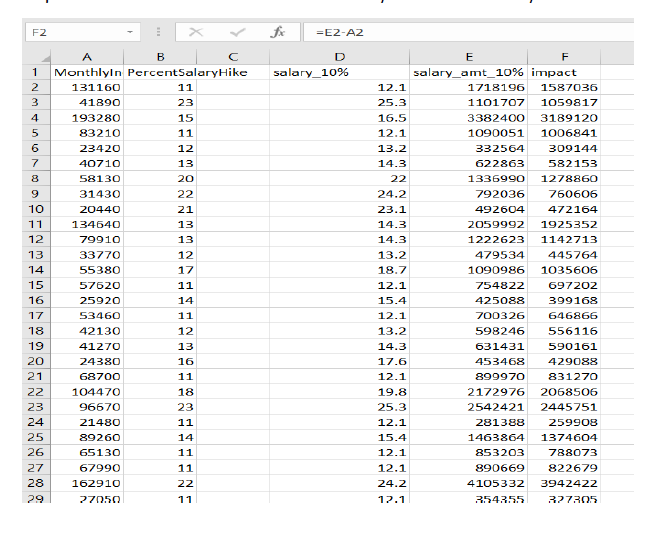 F2 =E2-A2
A B C D E F
1 MonthlyIn PercentSalaryHike salary_10% salary_amt_10% impact
2 131160 11 12.1 1718196 1587036
3 41890 23 25.3 1101707 1059817
4 193280 15 16.5 3382400 3189120
5 83210 11 12.1 1090051 1006841
6 23420 12 13.2 332564 309144
7 40710 13 14.3 622863 582153
8 58130 20 22 1336990 1278860
9 31430 22 24.2 792036 760606
10 20440 21 23.1 492604 472164
11 134640 13 14.3 2059992 1925352
12 79910 13 14.3 1222623 1142713
13 33770 12 13.2 479534 445764
14 55380 17 18.7 1090986 1035606
15 57620 11 12.1 754822 697202
16 25920 14 15.4 425088 399168
17 53460 11 12.1 700326 646866
18 42130 12 13.2 598246 556116
19 41270 13 14.3 631431 590161
20 24380 16 17.6 453468 429088
21 68700 11 12.1 899970 831270
22 104470 18 19.8 2172976 2068506
23 96670 23 25.3 2542421 2445751
24 21480 11 12.1 281388 259908
25 89260 14 15.4 1463864 1374604
26 65130 11 12.1 853203 788073
27 67990 11 12.1 890669 822679
28 162910 22 24.2 4105332 3942422
29 27050 11 12.1 354355 327305